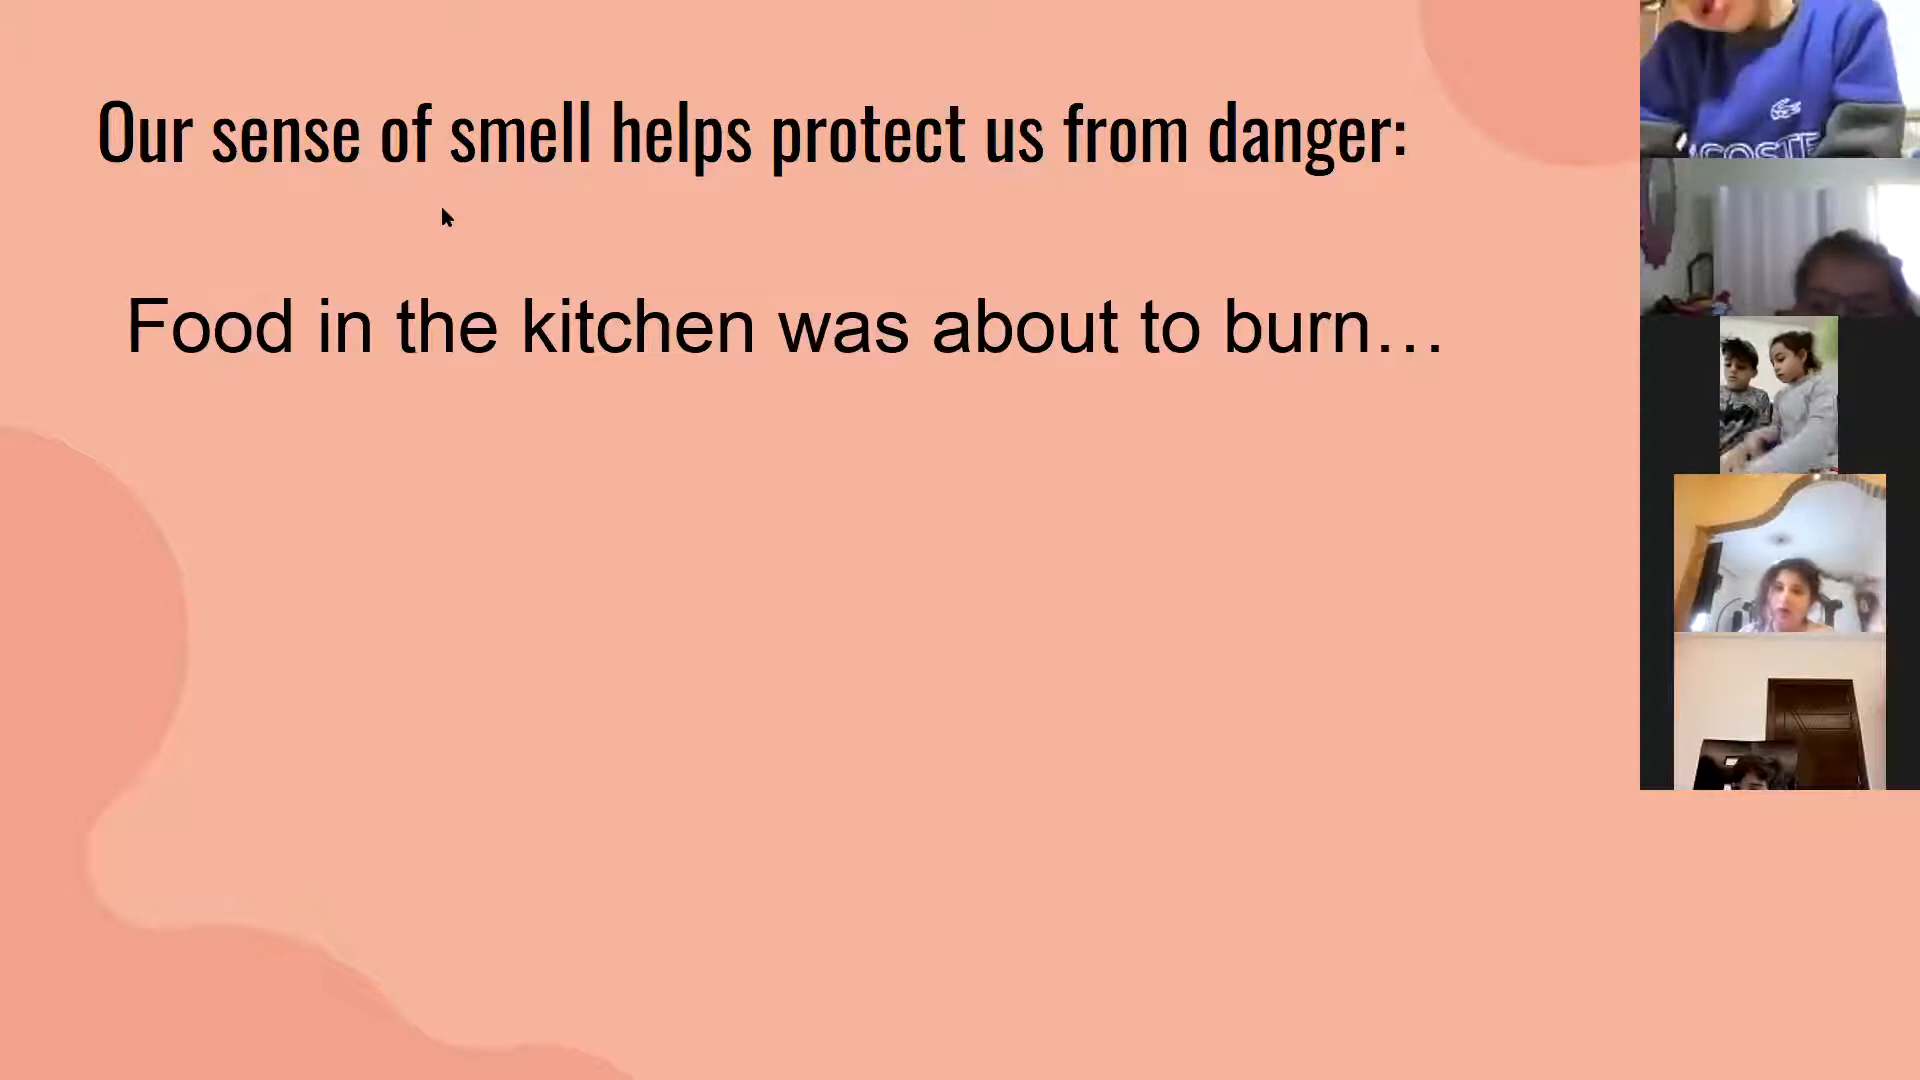 Our sense of smell helps protect us from danger:
Food in the kitchen was about to burn…